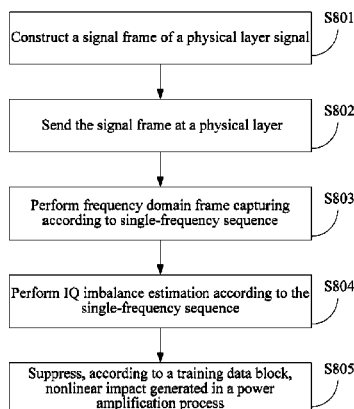 S801
Construct a signal frame of a physical layer signal
S802
Send the signal frame at a physical layer
S803
Perform frequency domain frame capturing
according to single-frequency sequence
S804
Perform IQ imbalance estimation according to the
single-frequency sequence
S805
Suppress, according to a training data block,
nonlinear impact generated in a power
amplification process